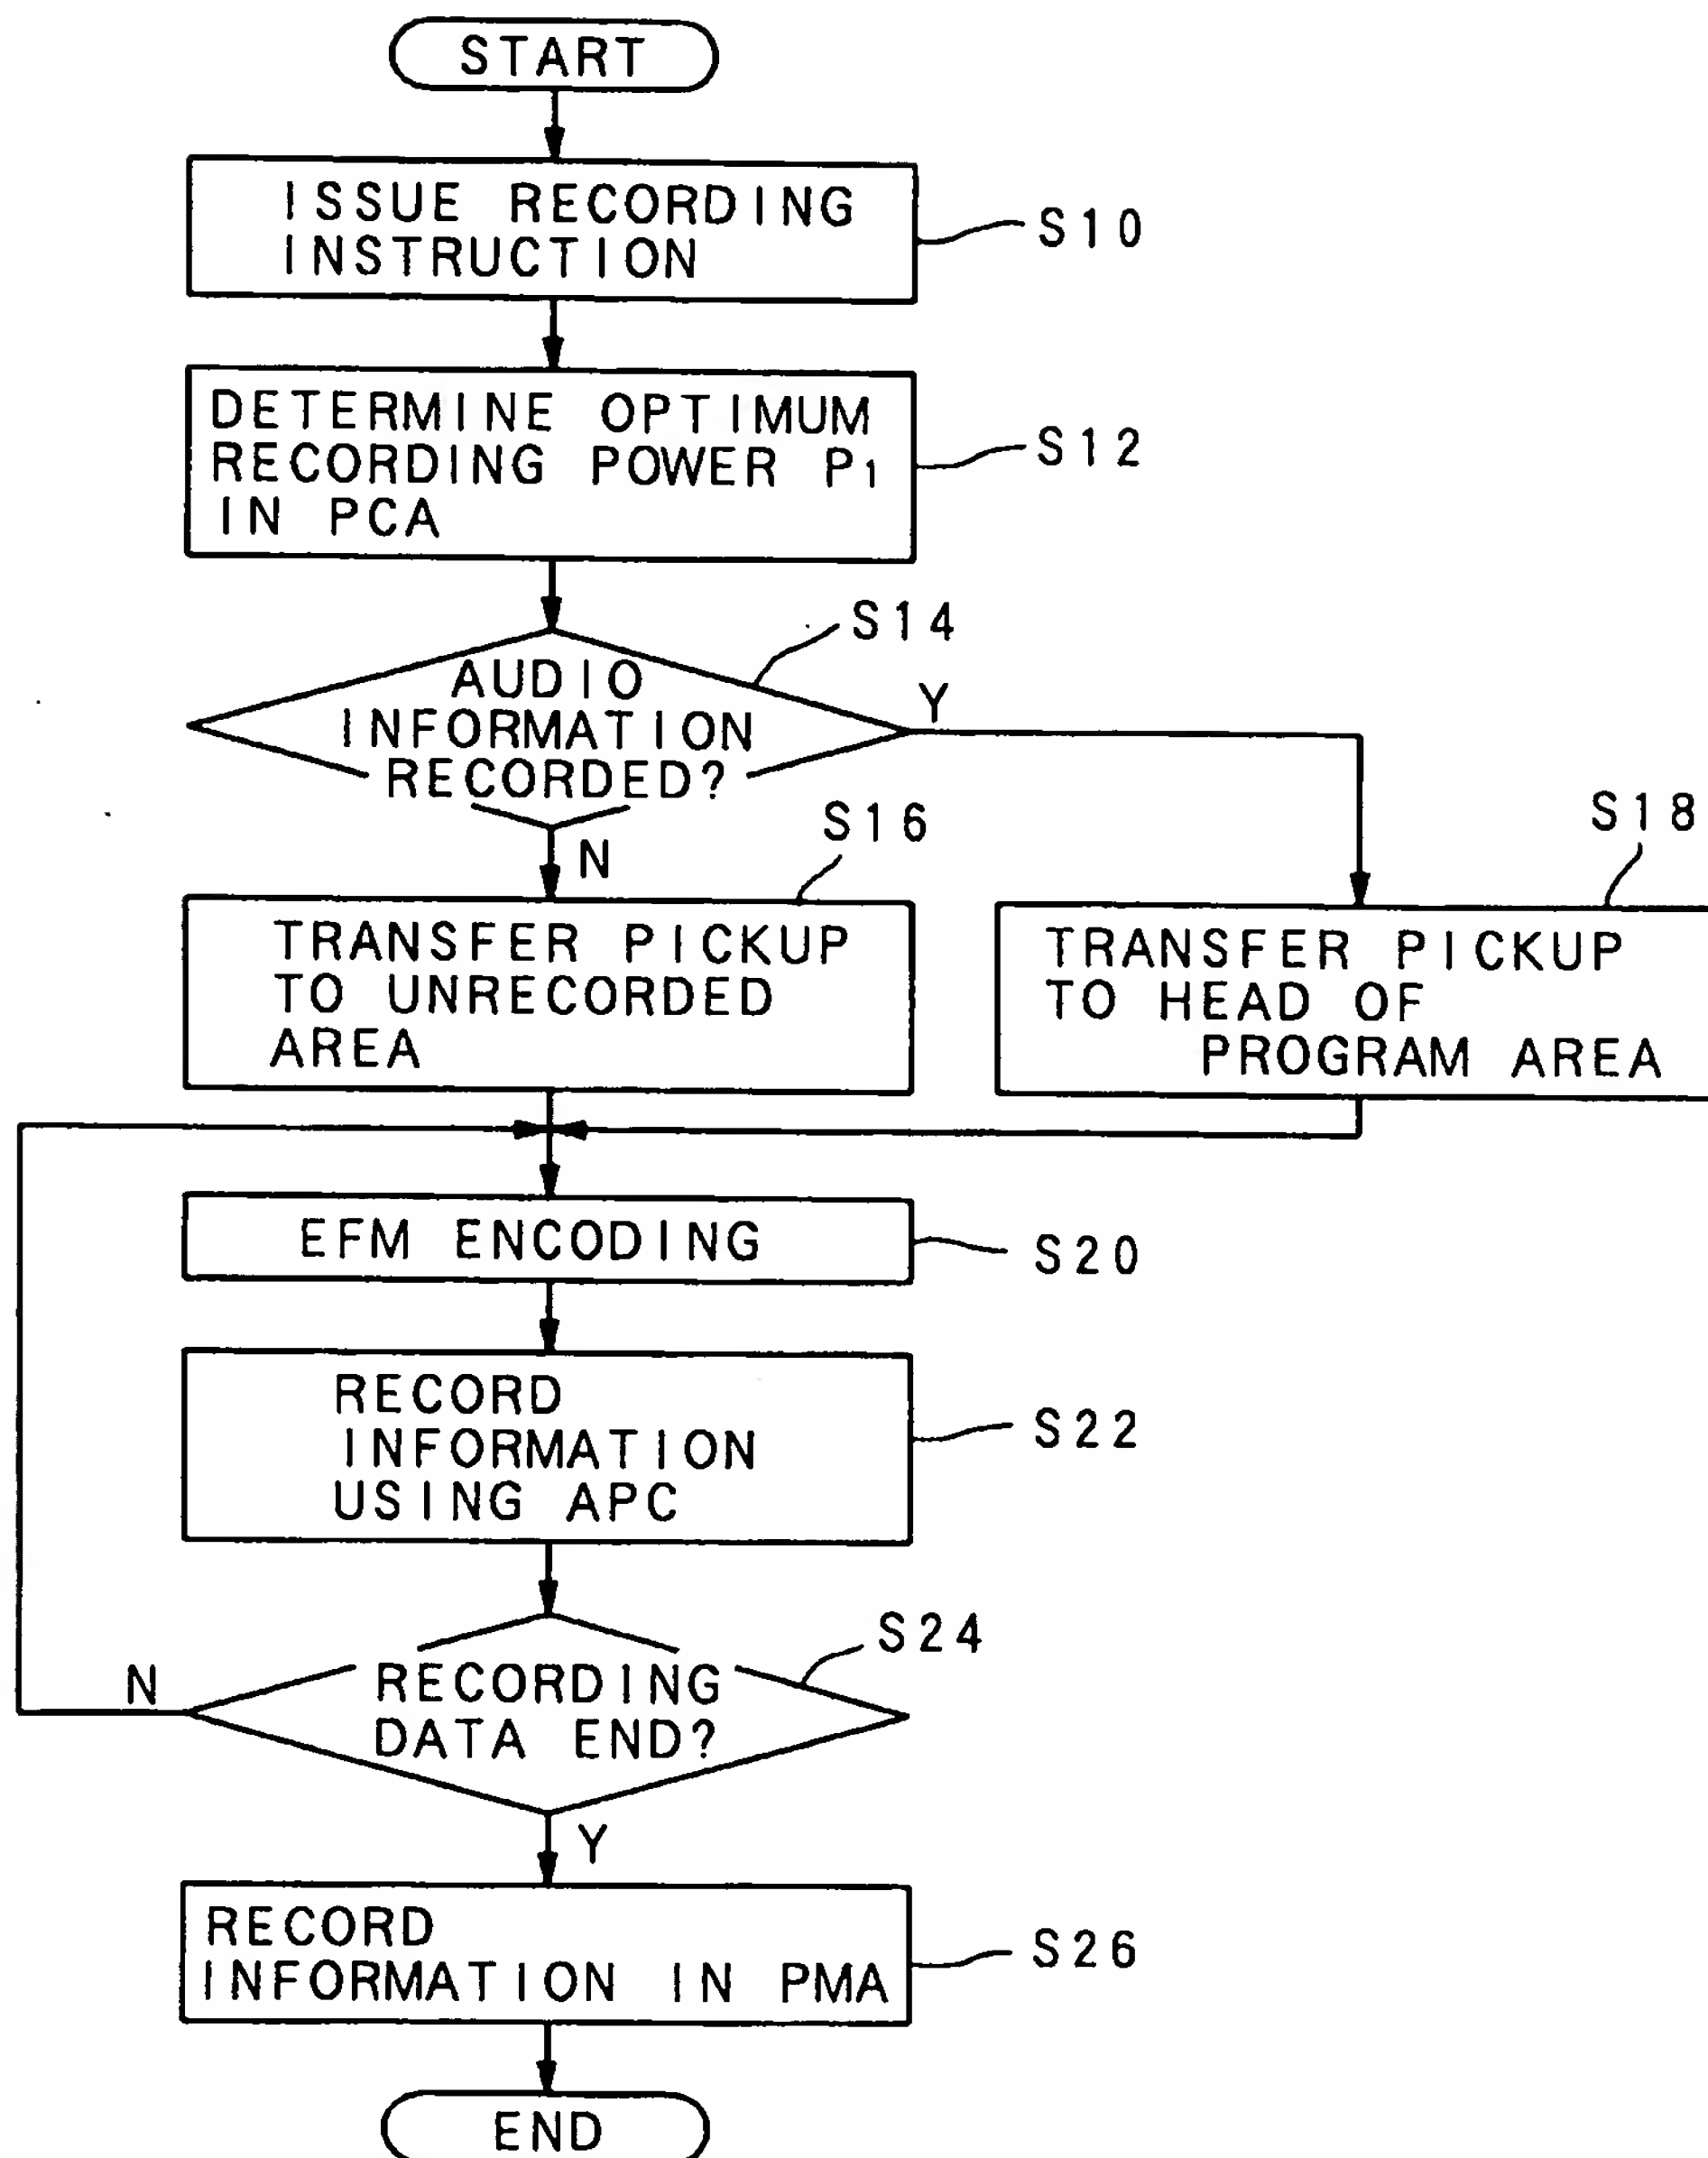 START
ISSUE RECORDING
INSTRUCTION
S10
DETERMINE OPTIMUM
RECORDING POWER P1
IN PCA
S12
S14
AUDIO
INFORMATION
RECORDED?
Y
N
S16
S18
TRANSFER PICKUP
TO UNRECORDED
AREA
TRANSFER PICKUP
TO HEAD OF
PROGRAM AREA
EFM ENCODING
S20
RECORD
INFORMATION
USING APC
S22
S24
RECORDING
DATA END?
N
Y
RECORD
INFORMATION IN PMA
S26
END